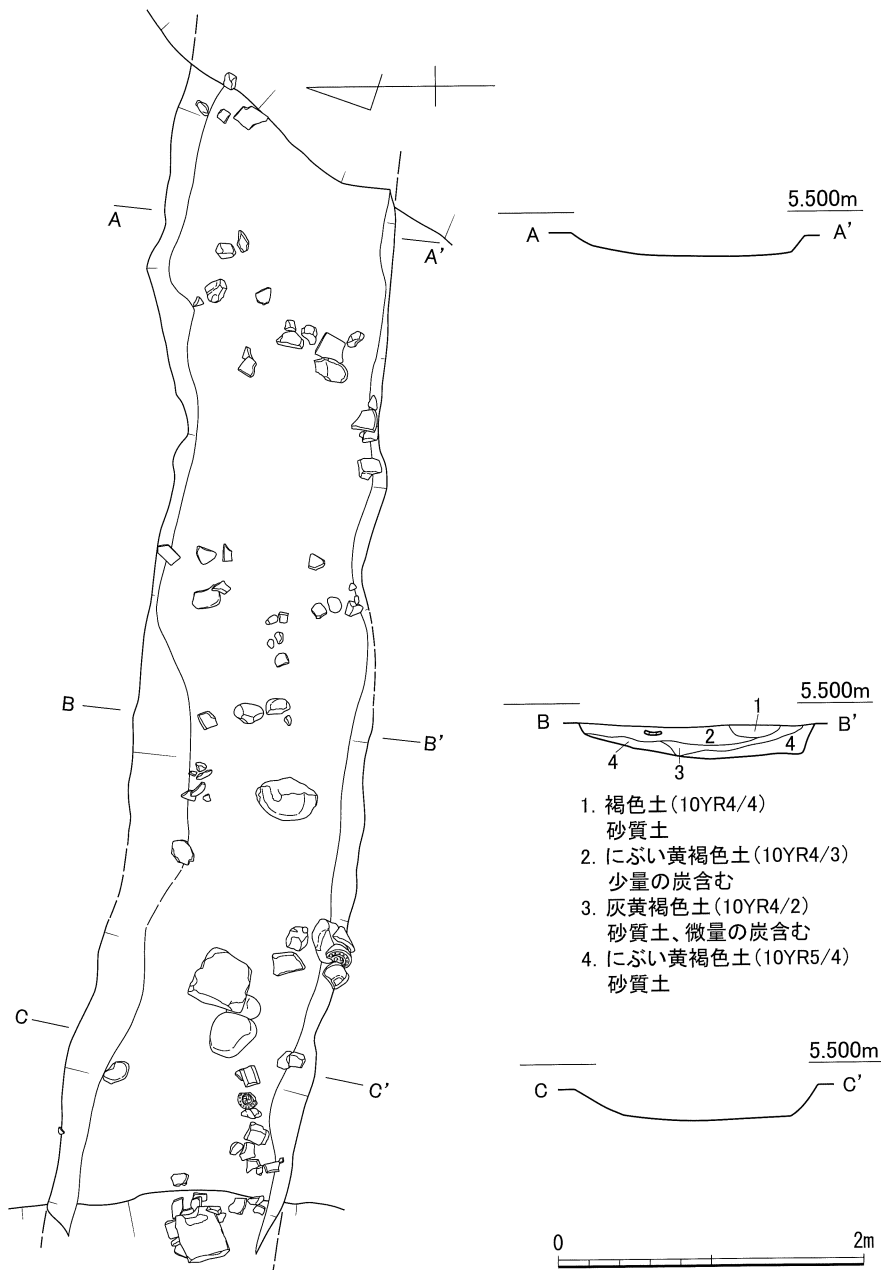 A
A'
5.500m
A
A'
B
B'
5.500m
B
B'
1
2
4
4
3
1. 褐色土(10YR4/4)
砂質土
2. にぶい黄褐色土(10YR4/3)
少量の炭含む
3. 灰黄褐色土(10YR4/2)
砂質土、微量の炭含む
4. にぶい黄褐色土(10YR5/4)
砂質土
C
C'
5.500m
C
C'
0
2m